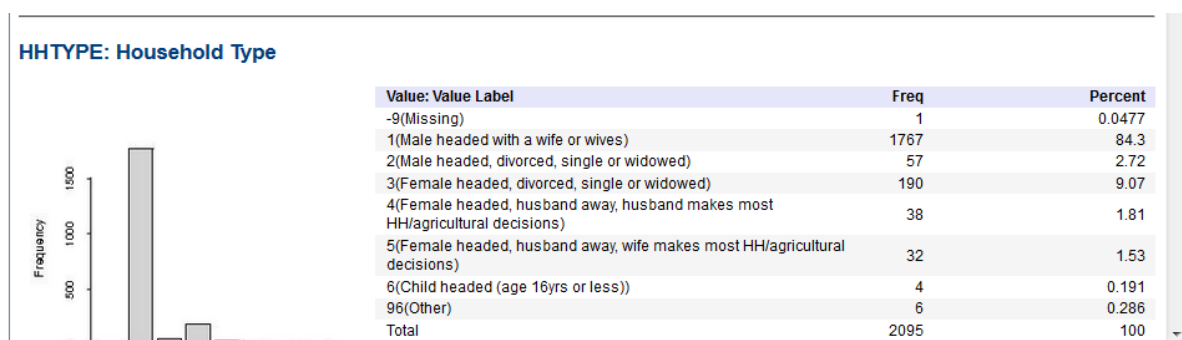 HHTYPE: Household Type
Value: Value Label Freq Percent
-9(Missing) 1 0.0477
1(Male headed with a wife or wives) 1767 84.3
2(Male headed, divorced, single or widowed) 57 2.72
3(Female headed, divorced, single or widowed) 190 9.07
4(Female headed, husband away, husband makes most
HH/agricultural decisions) 38 1.81
5(Female headed, husband away, wife makes most HH/agricultural
decisions) 32 1.53
6(Child headed (age 16yrs or less)) 4 0.191
96(Other) 6 0.286
Total 2095 100
Frequency
1500
1000
500